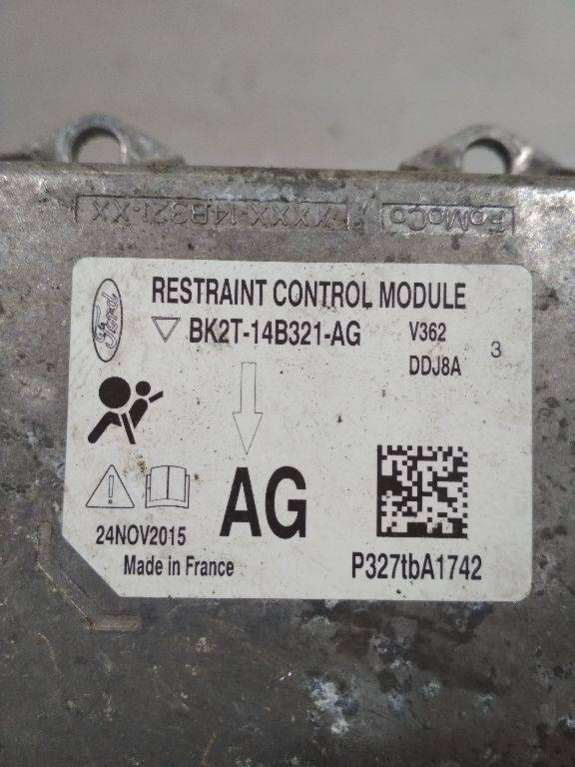 XXXX-14B321-XX FoMoCo
Ford RESTRAINT CONTROL MODULE
BK2T-14B321-AG V362 3
DDJ8A
AG
24NOV2015
Made in France P327tbA1742